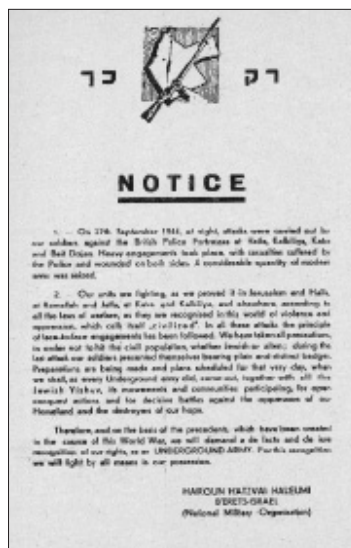 רק כך
NOTICE
1. — On 27th September 1944, at night, attacks were carried out by
our soldiers against the British Police Fortresses at Haifa, Kalkiliya,
and Beit Dajan. Heavy engagements took place, with casualties suffered by
the Police and wounded on both sides. A considerable quantity of modern
arms was seized.
2. — Our units are fighting, as we proved it in Jerusalem and Haifa,
at Ramallah and Jaffa, at and Kalkiliya, and elsewhere, according to
all the laws of warfare, as they are recognised in this world of violence and
oppression, which calls itself „civilized". In all these attacks the principle
of face-to-face engagements has been followed. We have taken all precautions,
in order not to hit the civil population, whether Jewish or alien; during the
last attack our soldiers presented themselves bearing plain and distinct badges.
Preparations are being made and plans scheduled for that very day, when
we shall, as every Underground army did, come out, together with all the
Jewish Yishuv, its movements and communities participating, for open
conquest actions and for decisive battles against the oppressors of our
Homeland and the destroyers of our hope.
Therefore, and on the basis of the precedents, which have been created
in the course of this World War, we will demand a de facto and de iure
recognition of our rights, as an UNDERGROUND ARMY. For this recognition
we will fight by all means in our possession.
HAIRGUN HATZVAI HALEUMI
B'ERETS-ISRAEL
(National Military Organisation)